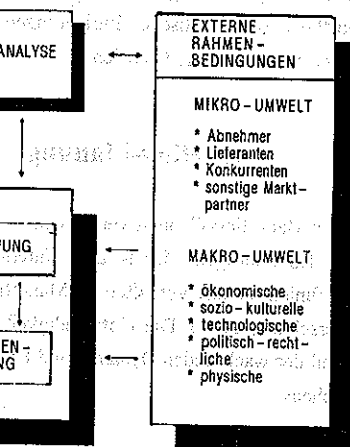 ANALYSE
UNG
EN-
NG
EXTERNE
RAHMEN-
BEDINGUNGEN
MIKRO-UMWELT
* Abnehmer
* Lieferanten
* Konkurrenten
* sonstige Markt-
partner
MAKRO-UMWELT
* ökonomische
* sozio-kulturelle
* technologische
* politisch-recht-
liche
* physische